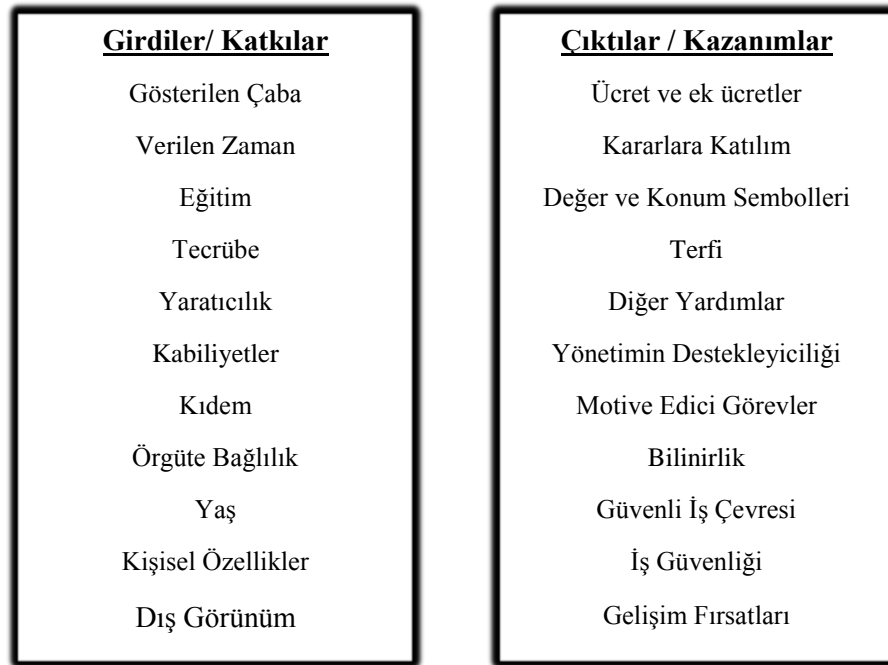 Girdiler/ Katkılar
Gösterilen Çaba
Verilen Zaman
Eğitim
Tecrübe
Yaratıcılık
Kabiliyetler
Kıdem
Örgüte Bağlılık
Yaş
Kişisel Özellikler
Dış Görünüm
Çıktılar / Kazanımlar
Ücret ve ek ücretler
Kararlara Katılım
Değer ve Konum Sembolleri
Terfi
Diğer Yardımlar
Yönetimin Destekleyiciliği
Motive Edici Görevler
Bilinirlik
Güvenli İş Çevresi
İş Güvenliği
Gelişim Fırsatları